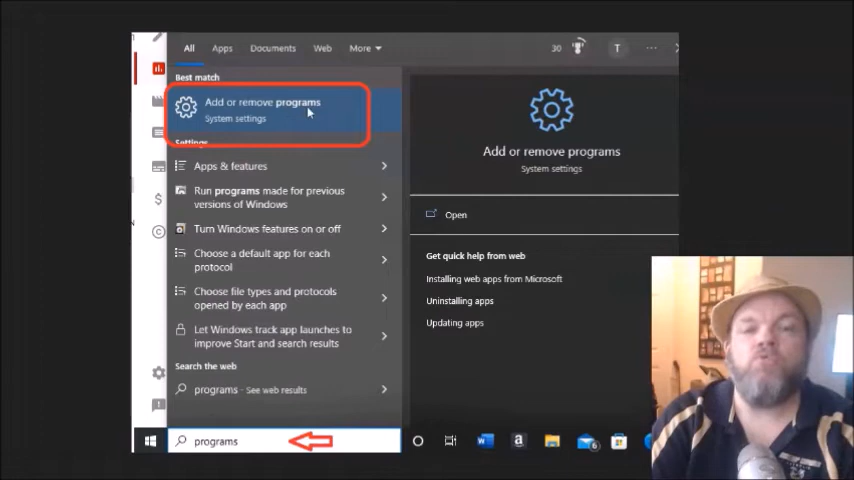 All Apps Documents Web More 30 T ...
Best match
Add or remove programs
System settings
Settings
Apps & features
Run programs made for previous
versions of Windows
Turn Windows features on or off
Choose a default app for each
protocol
Choose file types and protocols
opened by each app
Let Windows track app launches to
improve Start and search results
Search the web
programs - See web results
programs
Add or remove programs
System settings
Open
Get quick help from web
Installing web apps from Microsoft
Uninstalling apps
Updating apps